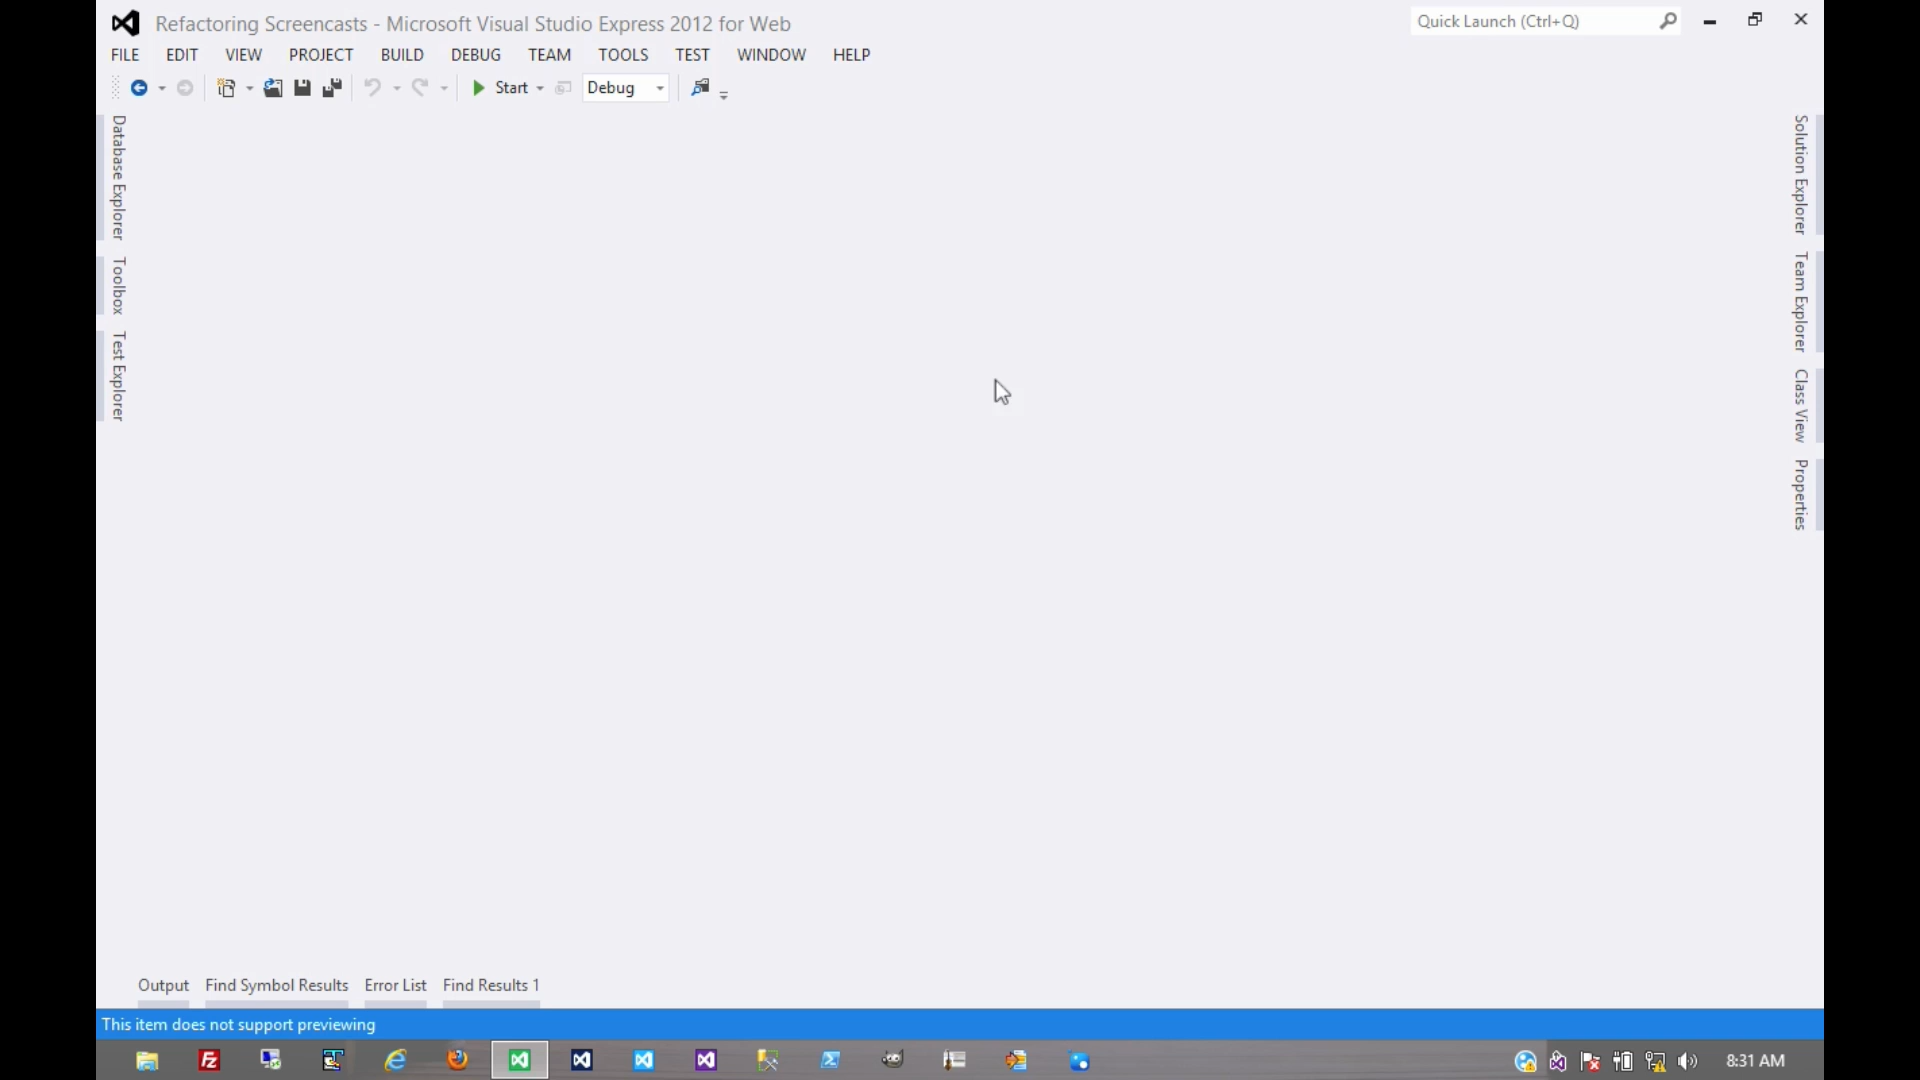 Refactoring Screencasts - Microsoft Visual Studio Express 2012 for Web
Quick Launch (Ctrl+Q)
FILE EDIT VIEW PROJECT BUILD DEBUG TEAM TOOLS TEST WINDOW HELP
Start Debug
Database Explorer
Toolbox
Test Explorer
Solution Explorer
Team Explorer
Class View
Properties
Output Find Symbol Results Error List Find Results 1
This item does not support previewing
8:31 AM